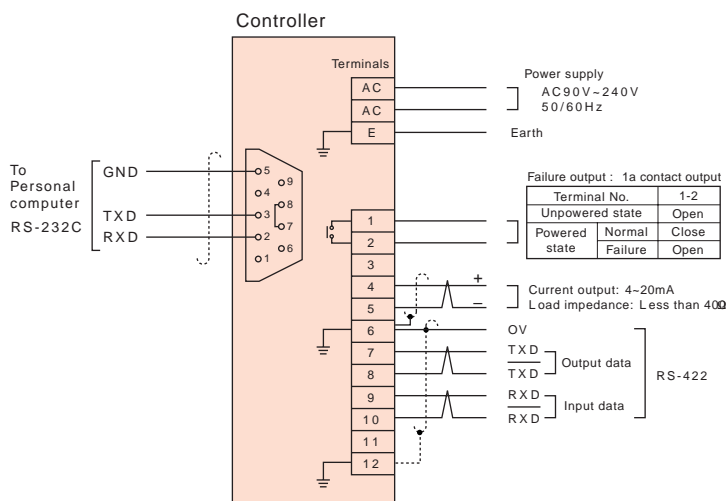 Controller
Terminals
AC
AC
E
Power supply
AC90V~240V
50/60Hz
Earth
To
Personal
computer
RS-232C
GND
TXD
RXD
5
9
4
8
3
7
2
6
1
Failure output : 1a contact output
Terminal No. 1-2
Unpowered state Open
Powered state Normal Close
Failure Open
1
2
3
4
5
6
7
8
9
10
11
12
+
–
Current output: 4~20mA
Load impedance: Less than
OV
TXD
TXD
Output data
RXD
RXD
Input data
RS-422